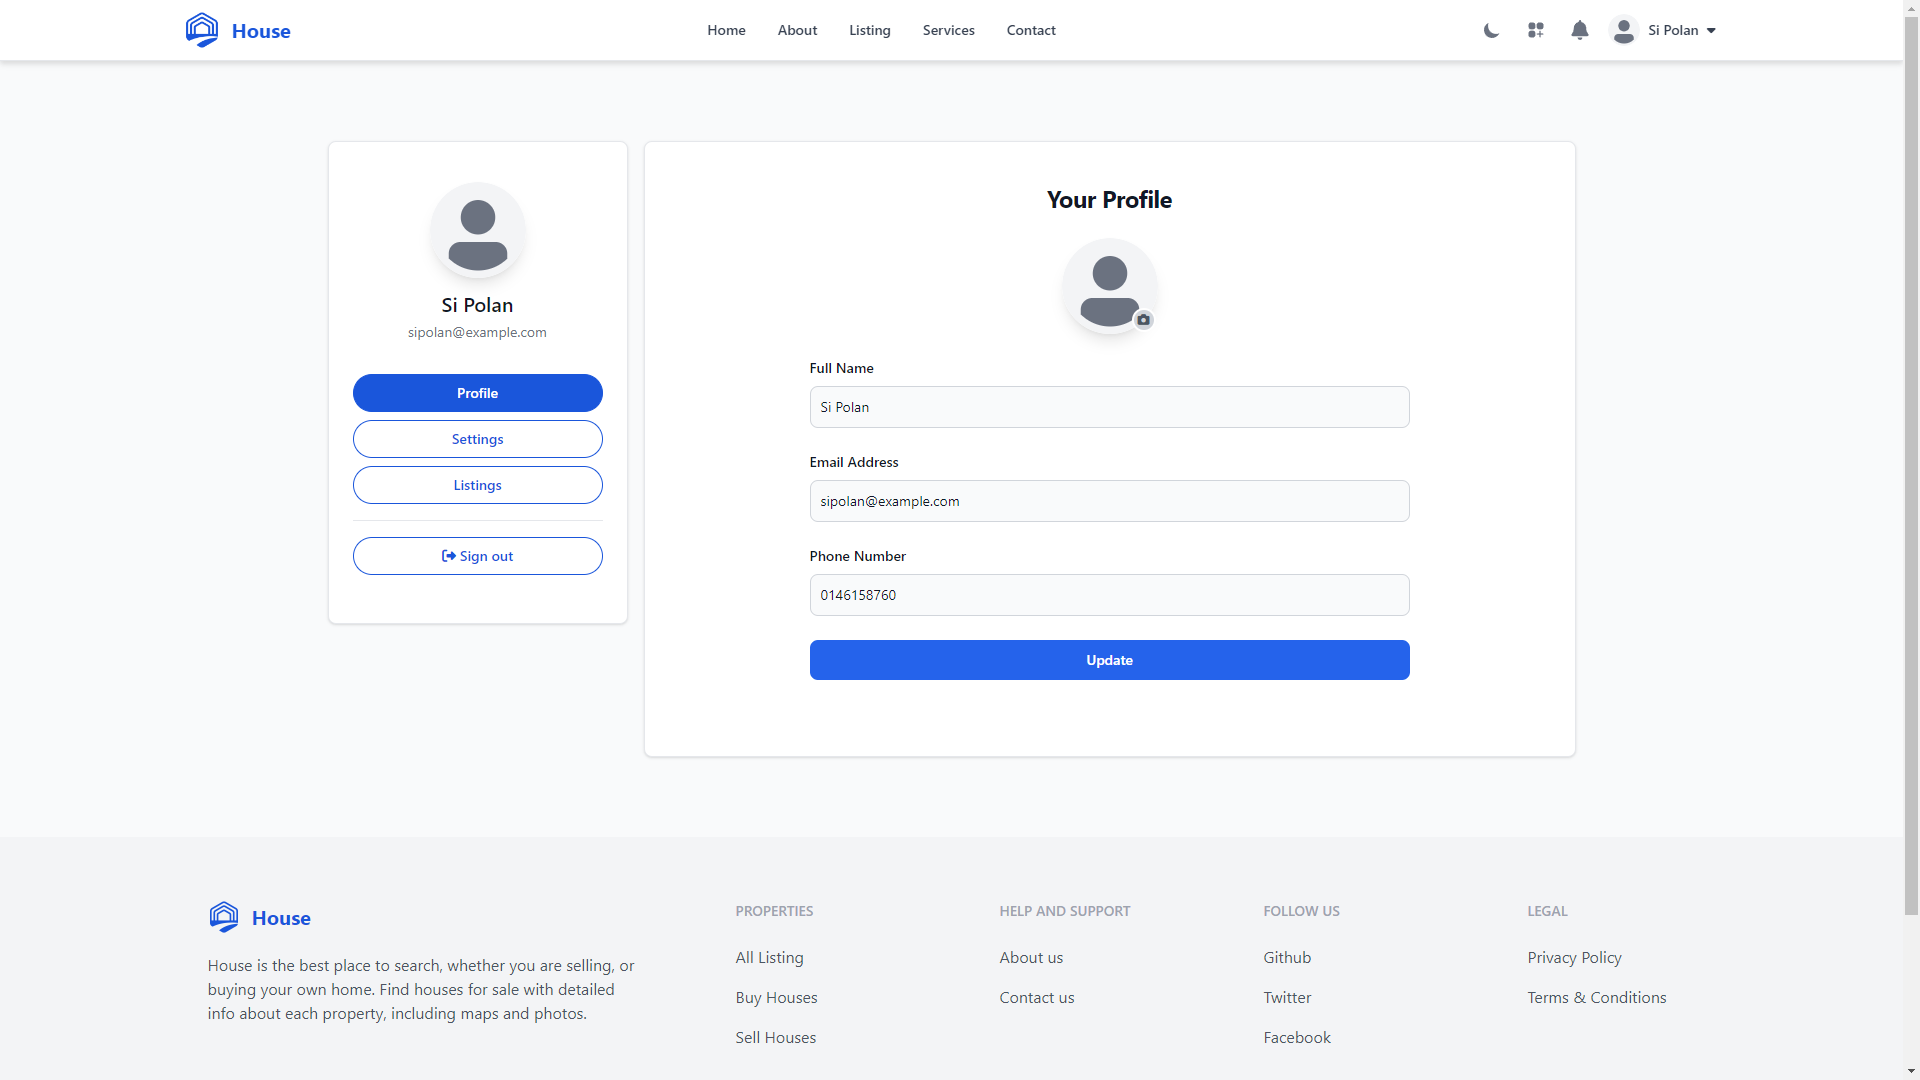 House
Home
About
Listing
Services
Contact
Si Polan
Si Polan
sipolan@example.com
Profile
Settings
Listings
Sign out
Your Profile
Full Name
Si Polan
Email Address
sipolan@example.com
Phone Number
0146158760
Update
House
House is the best place to search, whether you are selling, or
buying your own home. Find houses for sale with detailed
info about each property, including maps and photos.
PROPERTIES
All Listing
Buy Houses
Sell Houses
HELP AND SUPPORT
About us
Contact us
FOLLOW US
Github
Twitter
Facebook
LEGAL
Privacy Policy
Terms & Conditions